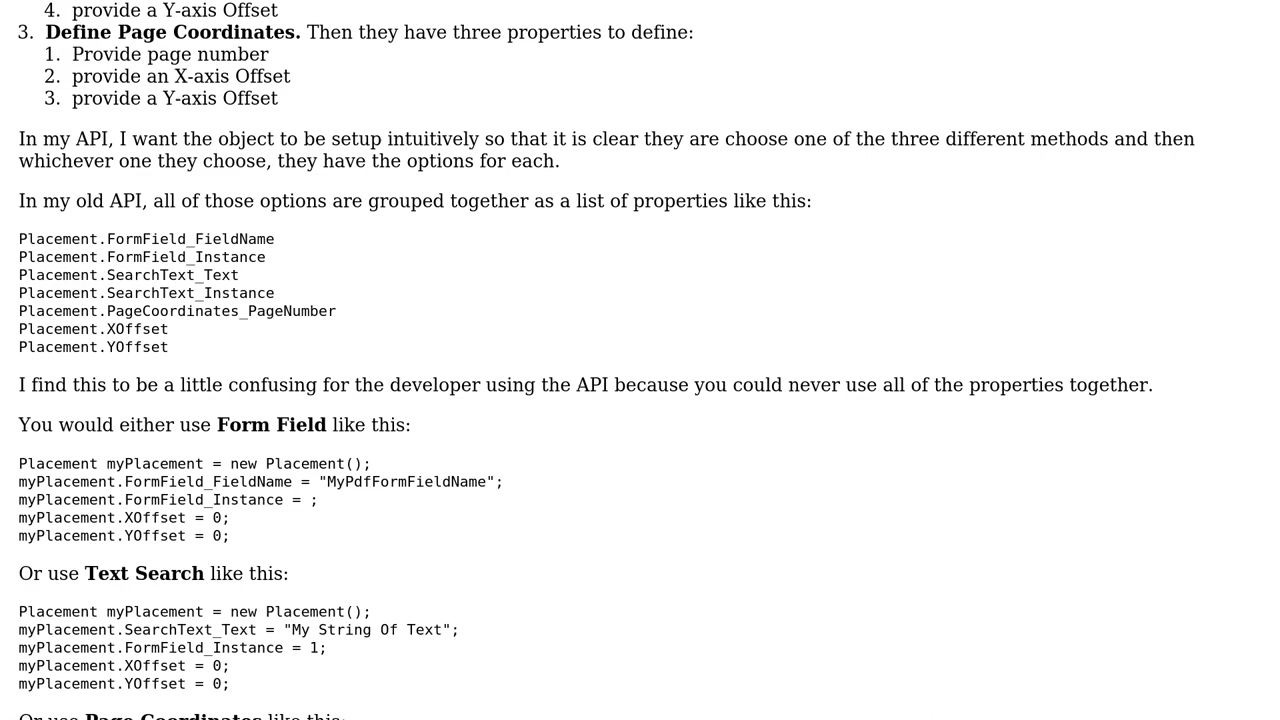 4. provide a Y-axis Offset
3. Define Page Coordinates. Then they have three properties to define:
1. Provide page number
2. provide an X-axis Offset
3. provide a Y-axis Offset
In my API, I want the object to be setup intuitively so that it is clear they are choose one of the three different methods and then
whichever one they choose, they have the options for each.
In my old API, all of those options are grouped together as a list of properties like this:
Placement.FormField_FieldName
Placement.FormField_Instance
Placement.SearchText_Text
Placement.SearchText_Instance
Placement.PageCoordinates_PageNumber
Placement.XOffset
Placement.YOffset
I find this to be a little confusing for the developer using the API because you could never use all of the properties together.
You would either use Form Field like this:
Placement myPlacement = new Placement();
myPlacement.FormField_FieldName = "MyPdfFormFieldName";
myPlacement.FormField_Instance = ;
myPlacement.XOffset = 0;
myPlacement.YOffset = 0;
Or use Text Search like this:
Placement myPlacement = new Placement();
myPlacement.SearchText_Text = "My String Of Text";
myPlacement.FormField_Instance = 1;
myPlacement.XOffset = 0;
myPlacement.YOffset = 0;
Or use Page Coordinates like this: